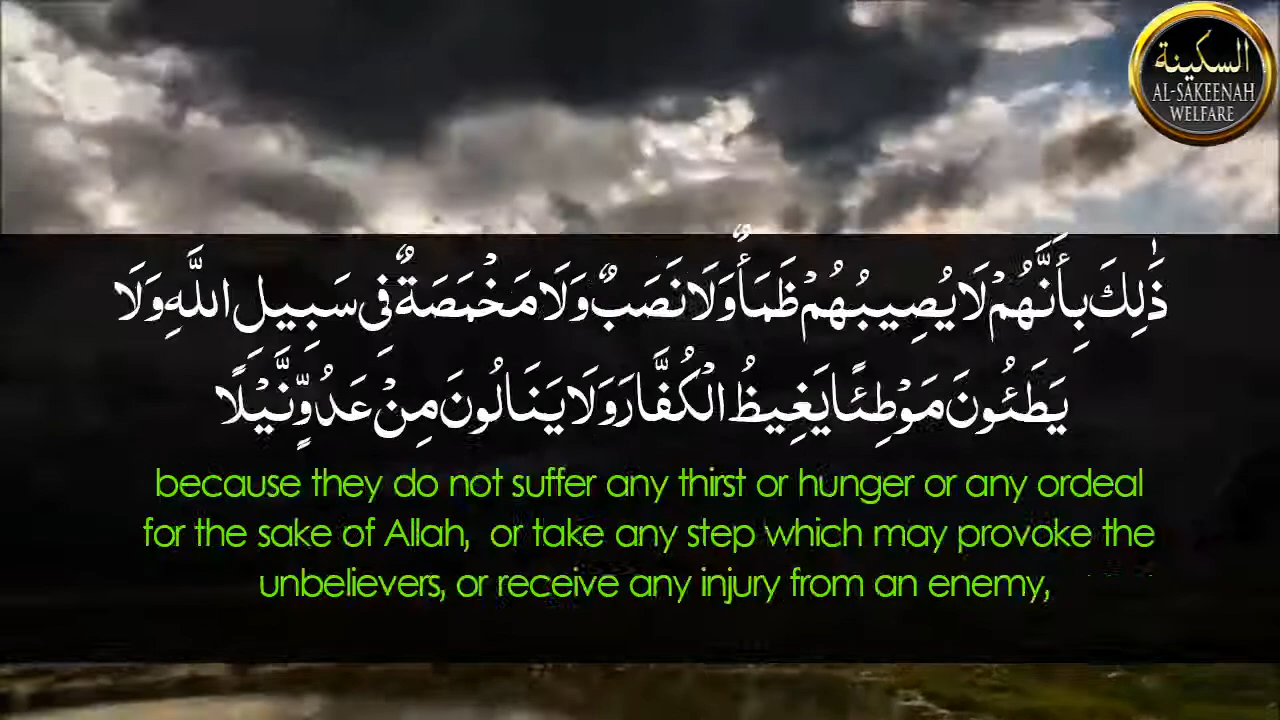 السكينة
AL-SAKEENAH
WELFARE
ذَٰلِكَ بِأَنَّهُمْ لَا يُصِيبُهُمْ ظَمَأٌ وَلَا نَصَبٌ وَلَا مَخْمَصَةٌ فِى سَبِيلِ اللَّهِ وَلَا
يَطَـُٔونَ مَوْطِئًا يَغِيظُ الْكُفَّارَ وَلَا يَنَالُونَ مِنْ عَدُوٍّ نَّيْلًا
because they do not suffer any thirst or hunger or any ordeal
for the sake of Allah, or take any step which may provoke the
unbelievers, or receive any injury from an enemy,